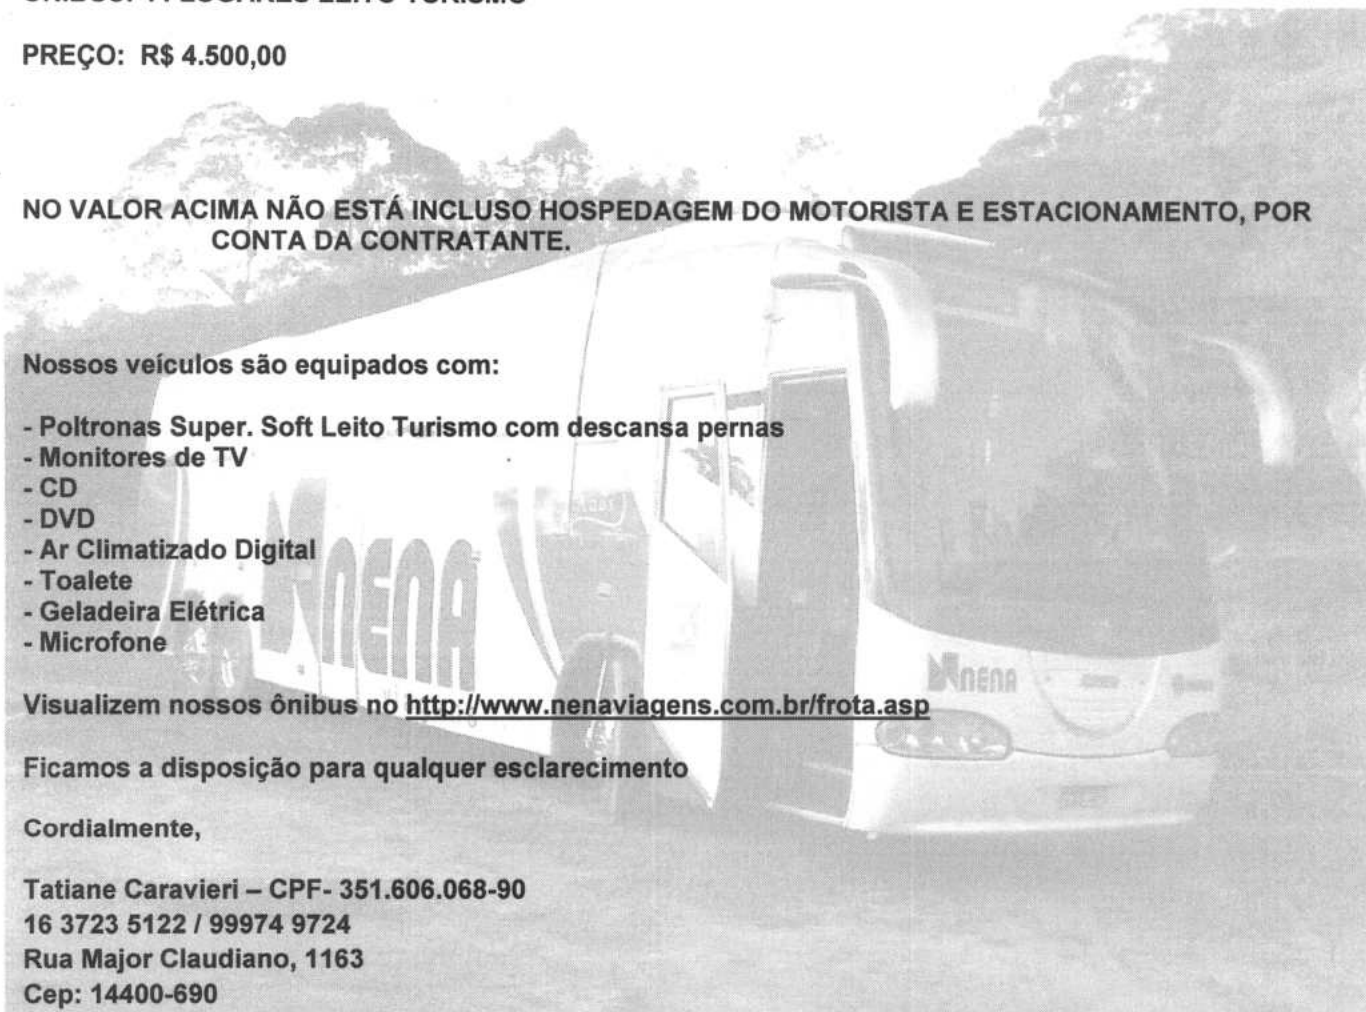 PREÇO: R$ 4.500,00
NO VALOR ACIMA NÃO ESTÁ INCLUSO HOSPEDAGEM DO MOTORISTA E ESTACIONAMENTO, POR
CONTA DA CONTRATANTE.
Nossos veículos são equipados com:
- Poltronas Super. Soft Leito Turismo com descansa pernas
- Monitores de TV
- CD
- DVD
- Ar Climatizado Digital
- Toalete
- Geladeira Elétrica
- Microfone
NENA
NENA
Visualizem nossos ônibus no http://www.nenaviagens.com.br/frota.asp
Ficamos a disposição para qualquer esclarecimento
Cordialmente,
Tatiane Caravieri – CPF- 351.606.068-90
16 3723 5122 / 99974 9724
Rua Major Claudiano, 1163
Cep: 14400-690